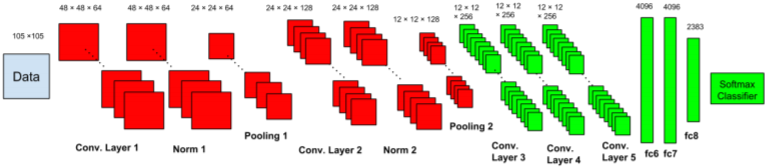 48 × 48 × 64
48 × 48 × 64
24 × 24 × 64
24 × 24 × 128
24 × 24 × 128
12 × 12 × 128
12 × 12
× 256
12 × 12
× 256
12 × 12
× 256
4096
4096
2383
105 ×105
Data
Softmax
Classifier
Conv. Layer 1
Norm 1
Pooling 1
Conv. Layer 2
Norm 2
Pooling 2
Conv.
Layer 3
Conv.
Layer 4
Conv.
Layer 5
fc6
fc7
fc8